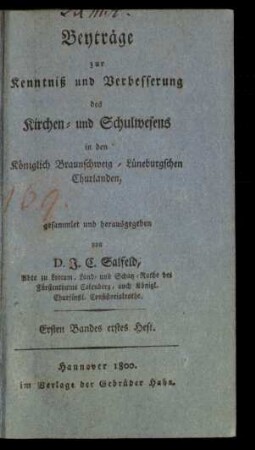 Beyträge
zur
Kenntniß und Verbesserung
des
Kirchen- und Schulwesens
in den
Königlich Braunschweig-Lüneburgschen
Churlanden,
169.
gesammlet und herausgegeben
von
D. J. C. Salfeld,
Abte zu Loccum, Land- und Schatz-Rathe des
Fürstenthums Calenberg, auch Königl.
Churfürstl. Consistorialrathe.
Ersten Bandes erstes Heft.
Hannover 1800.
im Verlage der Gebrüder Hahn.